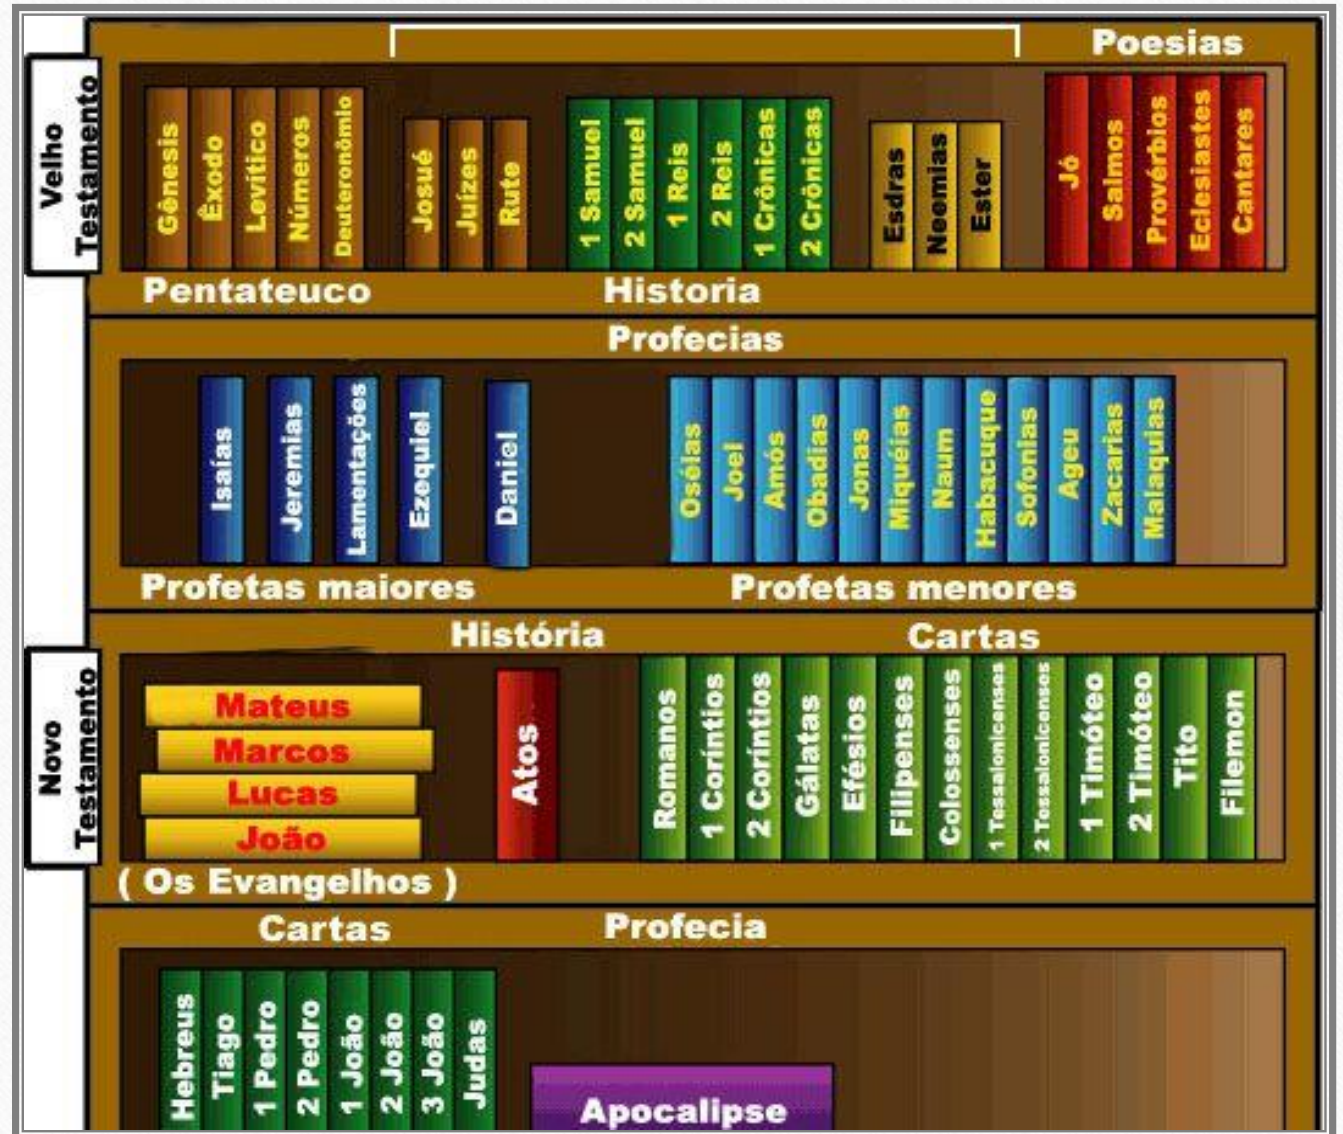 Poesias
Velho
Testamento
Gênesis
Êxodo
Levítico
Números
Deuteronômio
Josué
Juízes
Rute
1 Samuel
2 Samuel
1 Reis
2 Reis
1 Crônicas
2 Crônicas
Esdras
Neemias
Ester
Jó
Salmos
Provérbios
Eclesiastes
Cantares
Pentateuco
Historia
Profecias
Isaías
Jeremias
Lamentações
Ezequiel
Daniel
Oséias
Joel
Amós
Obadias
Jonas
Miquéias
Naum
Habacuque
Sofonias
Ageu
Zacarias
Malaquias
Profetas maiores
Profetas menores
História
Cartas
Novo
Testamento
Mateus
Marcos
Lucas
João
Atos
Romanos
1 Coríntios
2 Coríntios
Gálatas
Efésios
Filipenses
Colossenses
1 Tessalonicenses
2 Tessalonicenses
1 Timóteo
2 Timóteo
Tito
Filemon
( Os Evangelhos )
Cartas
Profecia
Hebreus
Tiago
1 Pedro
2 Pedro
1 João
2 João
3 João
Judas
Apocalipse